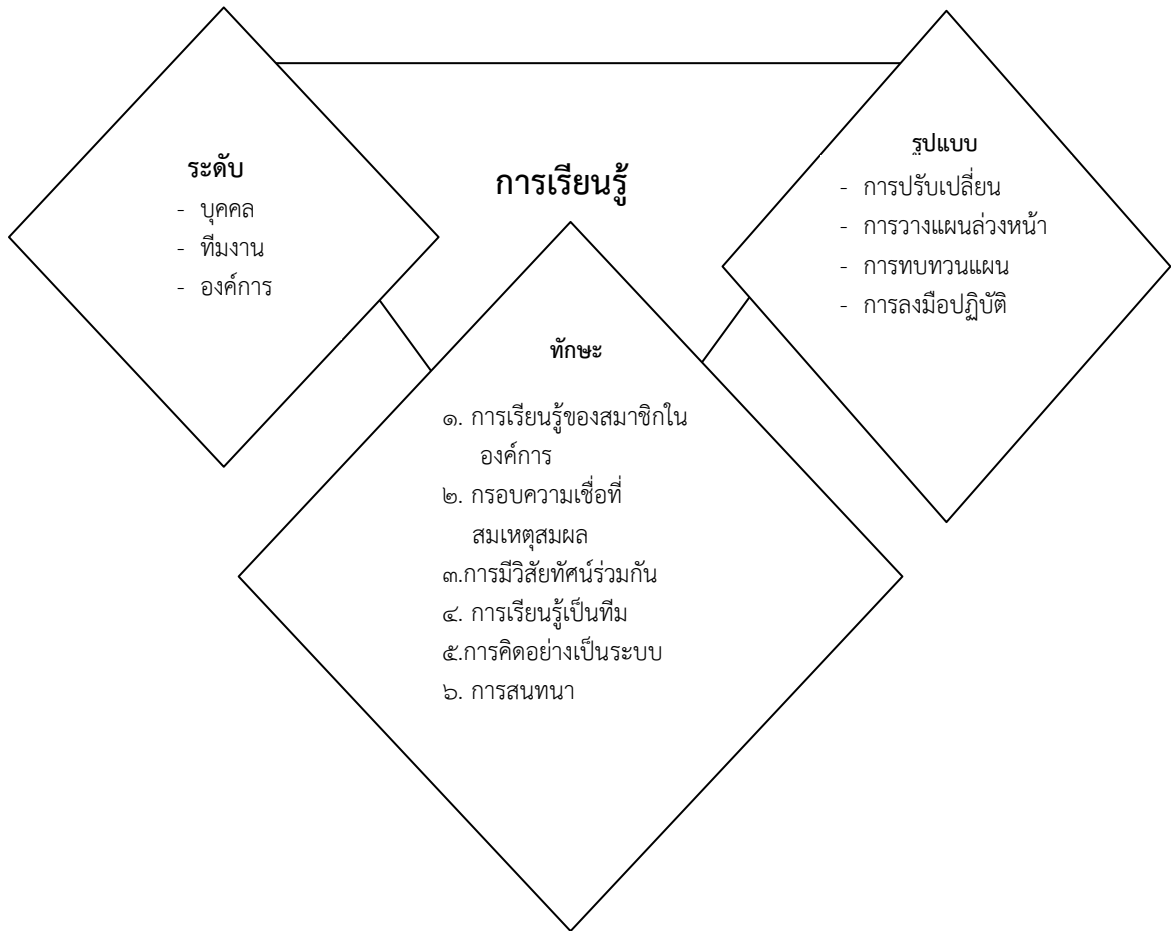 ระดับ
- บุคคล
- ทีมงาน
- องค์การ
การเรียนรู้
รูปแบบ
- การปรับเปลี่ยน
- การวางแผนล่วงหน้า
- การทบทวนแผน
- การลงมือปฏิบัติ
ทักษะ
๑. การเรียนรู้ของสมาชิกใน
องค์การ
๒. กรอบความเชื่อที่
สมเหตุสมผล
๓.การมีวิสัยทัศน์ร่วมกัน
๔. การเรียนรู้เป็นทีม
๕.การคิดอย่างเป็นระบบ
๖. การสนทนา